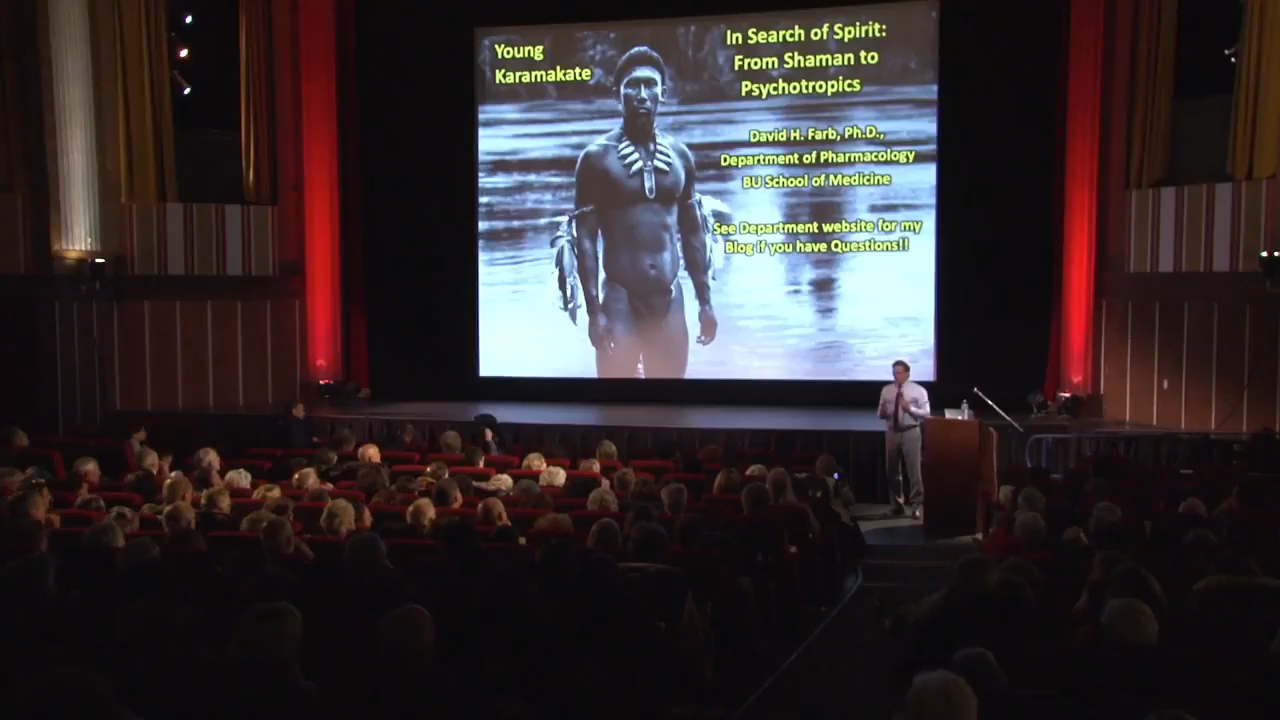 Young
Karamakate
In Search of Spirit:
From Shaman to
Psychotropics
David H. Farb, Ph.D.,
Department of Pharmacology
BU School of Medicine
See Department website for my
Blog if you have Questions!!